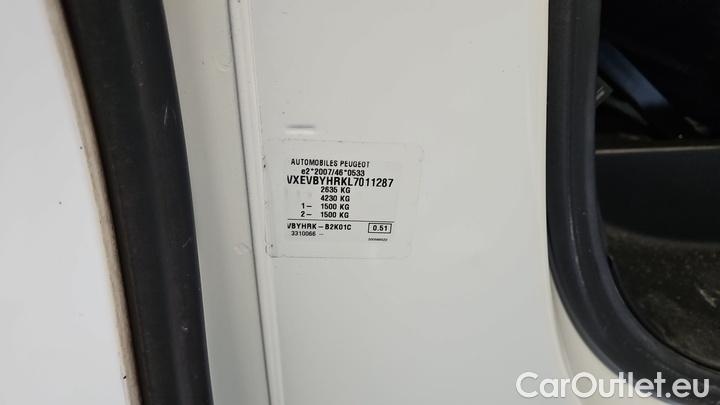 AUTOMOBILES PEUGEOT
e2*2007/46*0533
VXEVBYHRKL7011287
2635 KG
4230 KG
1- 1500 KG
2- 1500 KG
VBYHRK-B2K01C 0.51
3310066 -
CarOutlet.eu